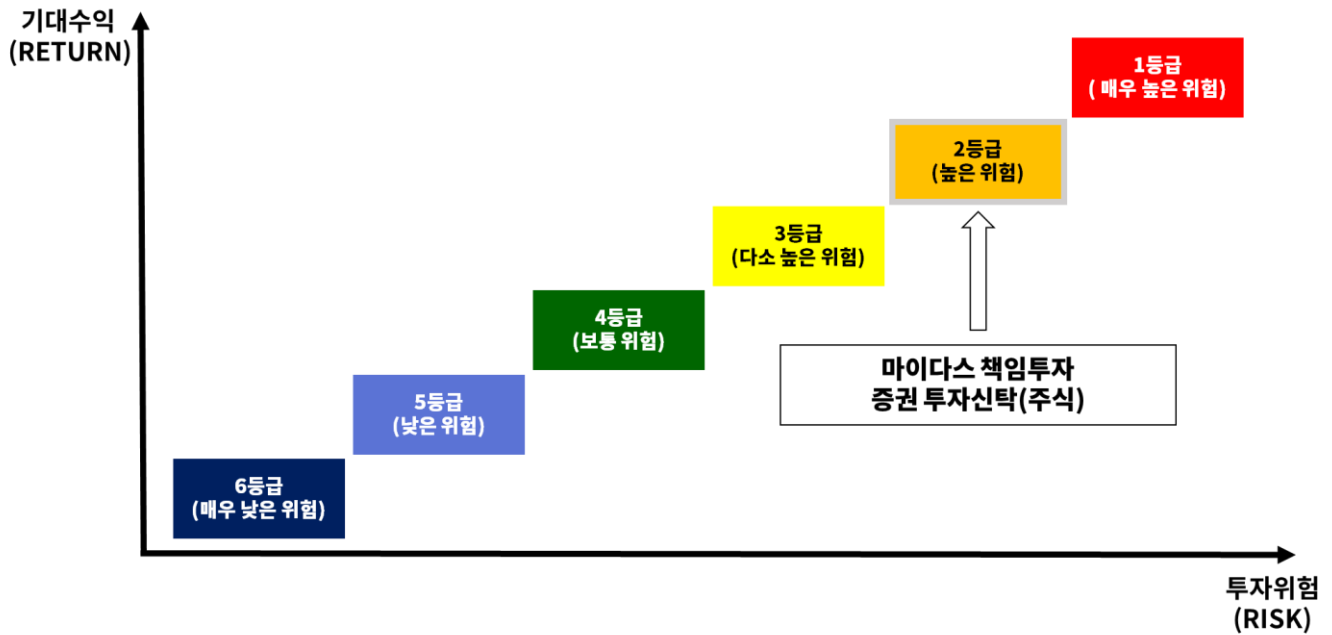 기대수익
(RETURN)
1등급
( 매우 높은 위험)
2등급
(높은 위험)
3등급
(다소 높은 위험)
4등급
(보통 위험)
마이다스 책임투자
증권 투자신탁(주식)
5등급
(낮은 위험)
6등급
(매우 낮은 위험)
투자위험
(RISK)